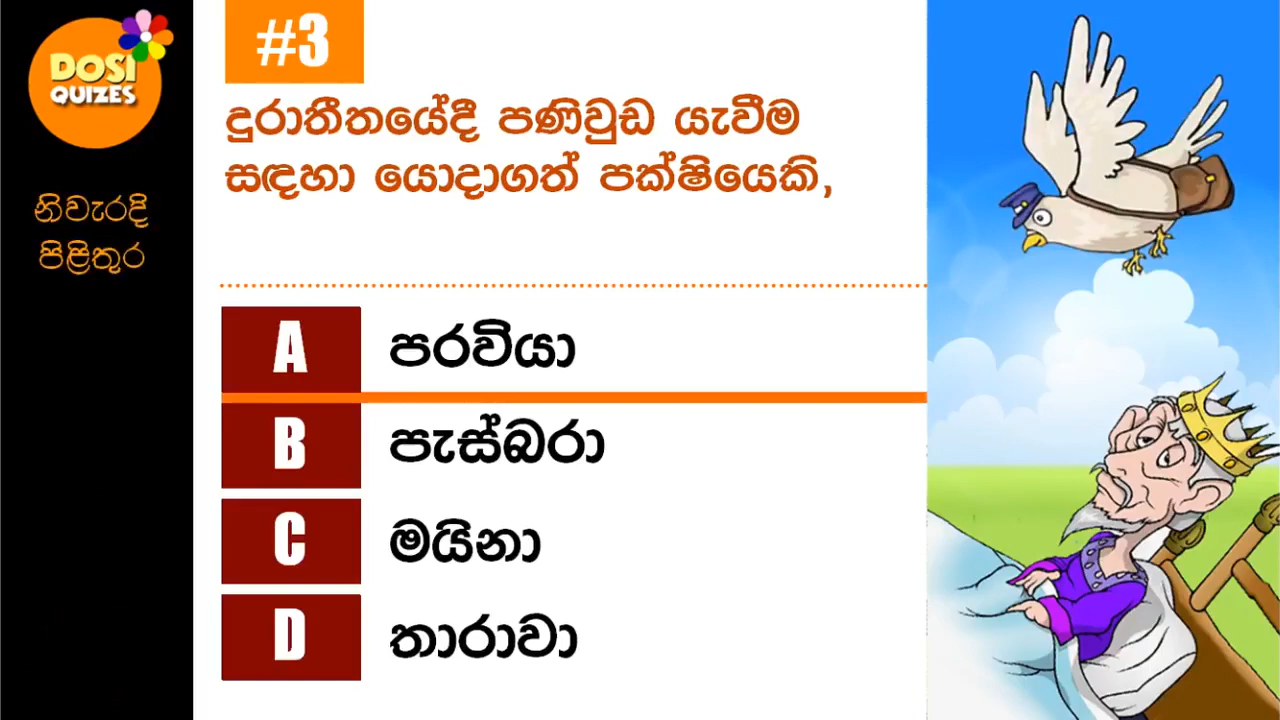 DOSI
QUIZES
නිවැරදි
පිළිතුර
#3
දුරාතීතයේදී පණිවුඩ යැවීම
සඳහා යොදාගත් පක්ෂියෙකි,
A පරවියා
B පැස්බරා
C මයිනා
D තාරාවා